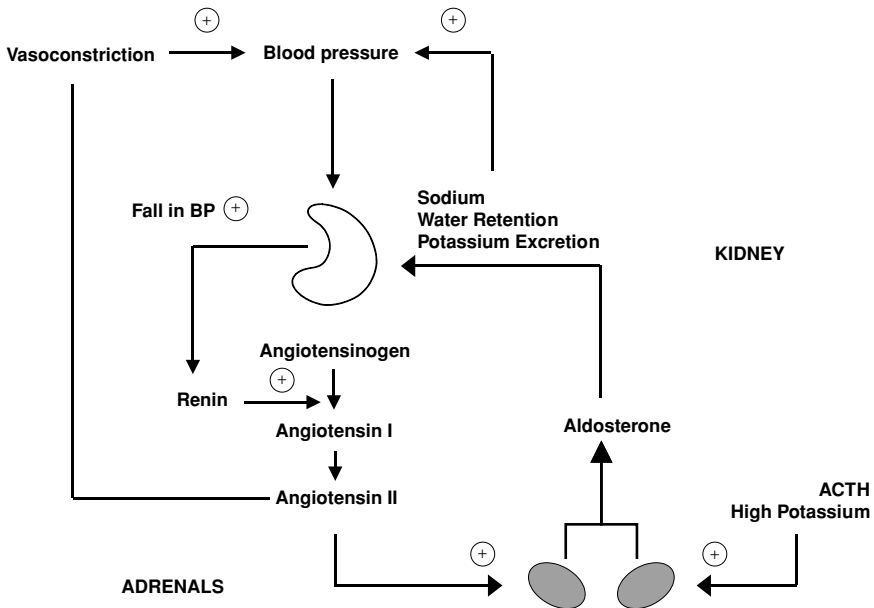 +
+
Vasoconstriction
Blood pressure
Sodium
Water Retention
Potassium Excretion
Fall in BP +
KIDNEY
Angiotensinogen
+
Renin
Angiotensin I
Aldosterone
Angiotensin II
ACTH
High Potassium
+
+
ADRENALS